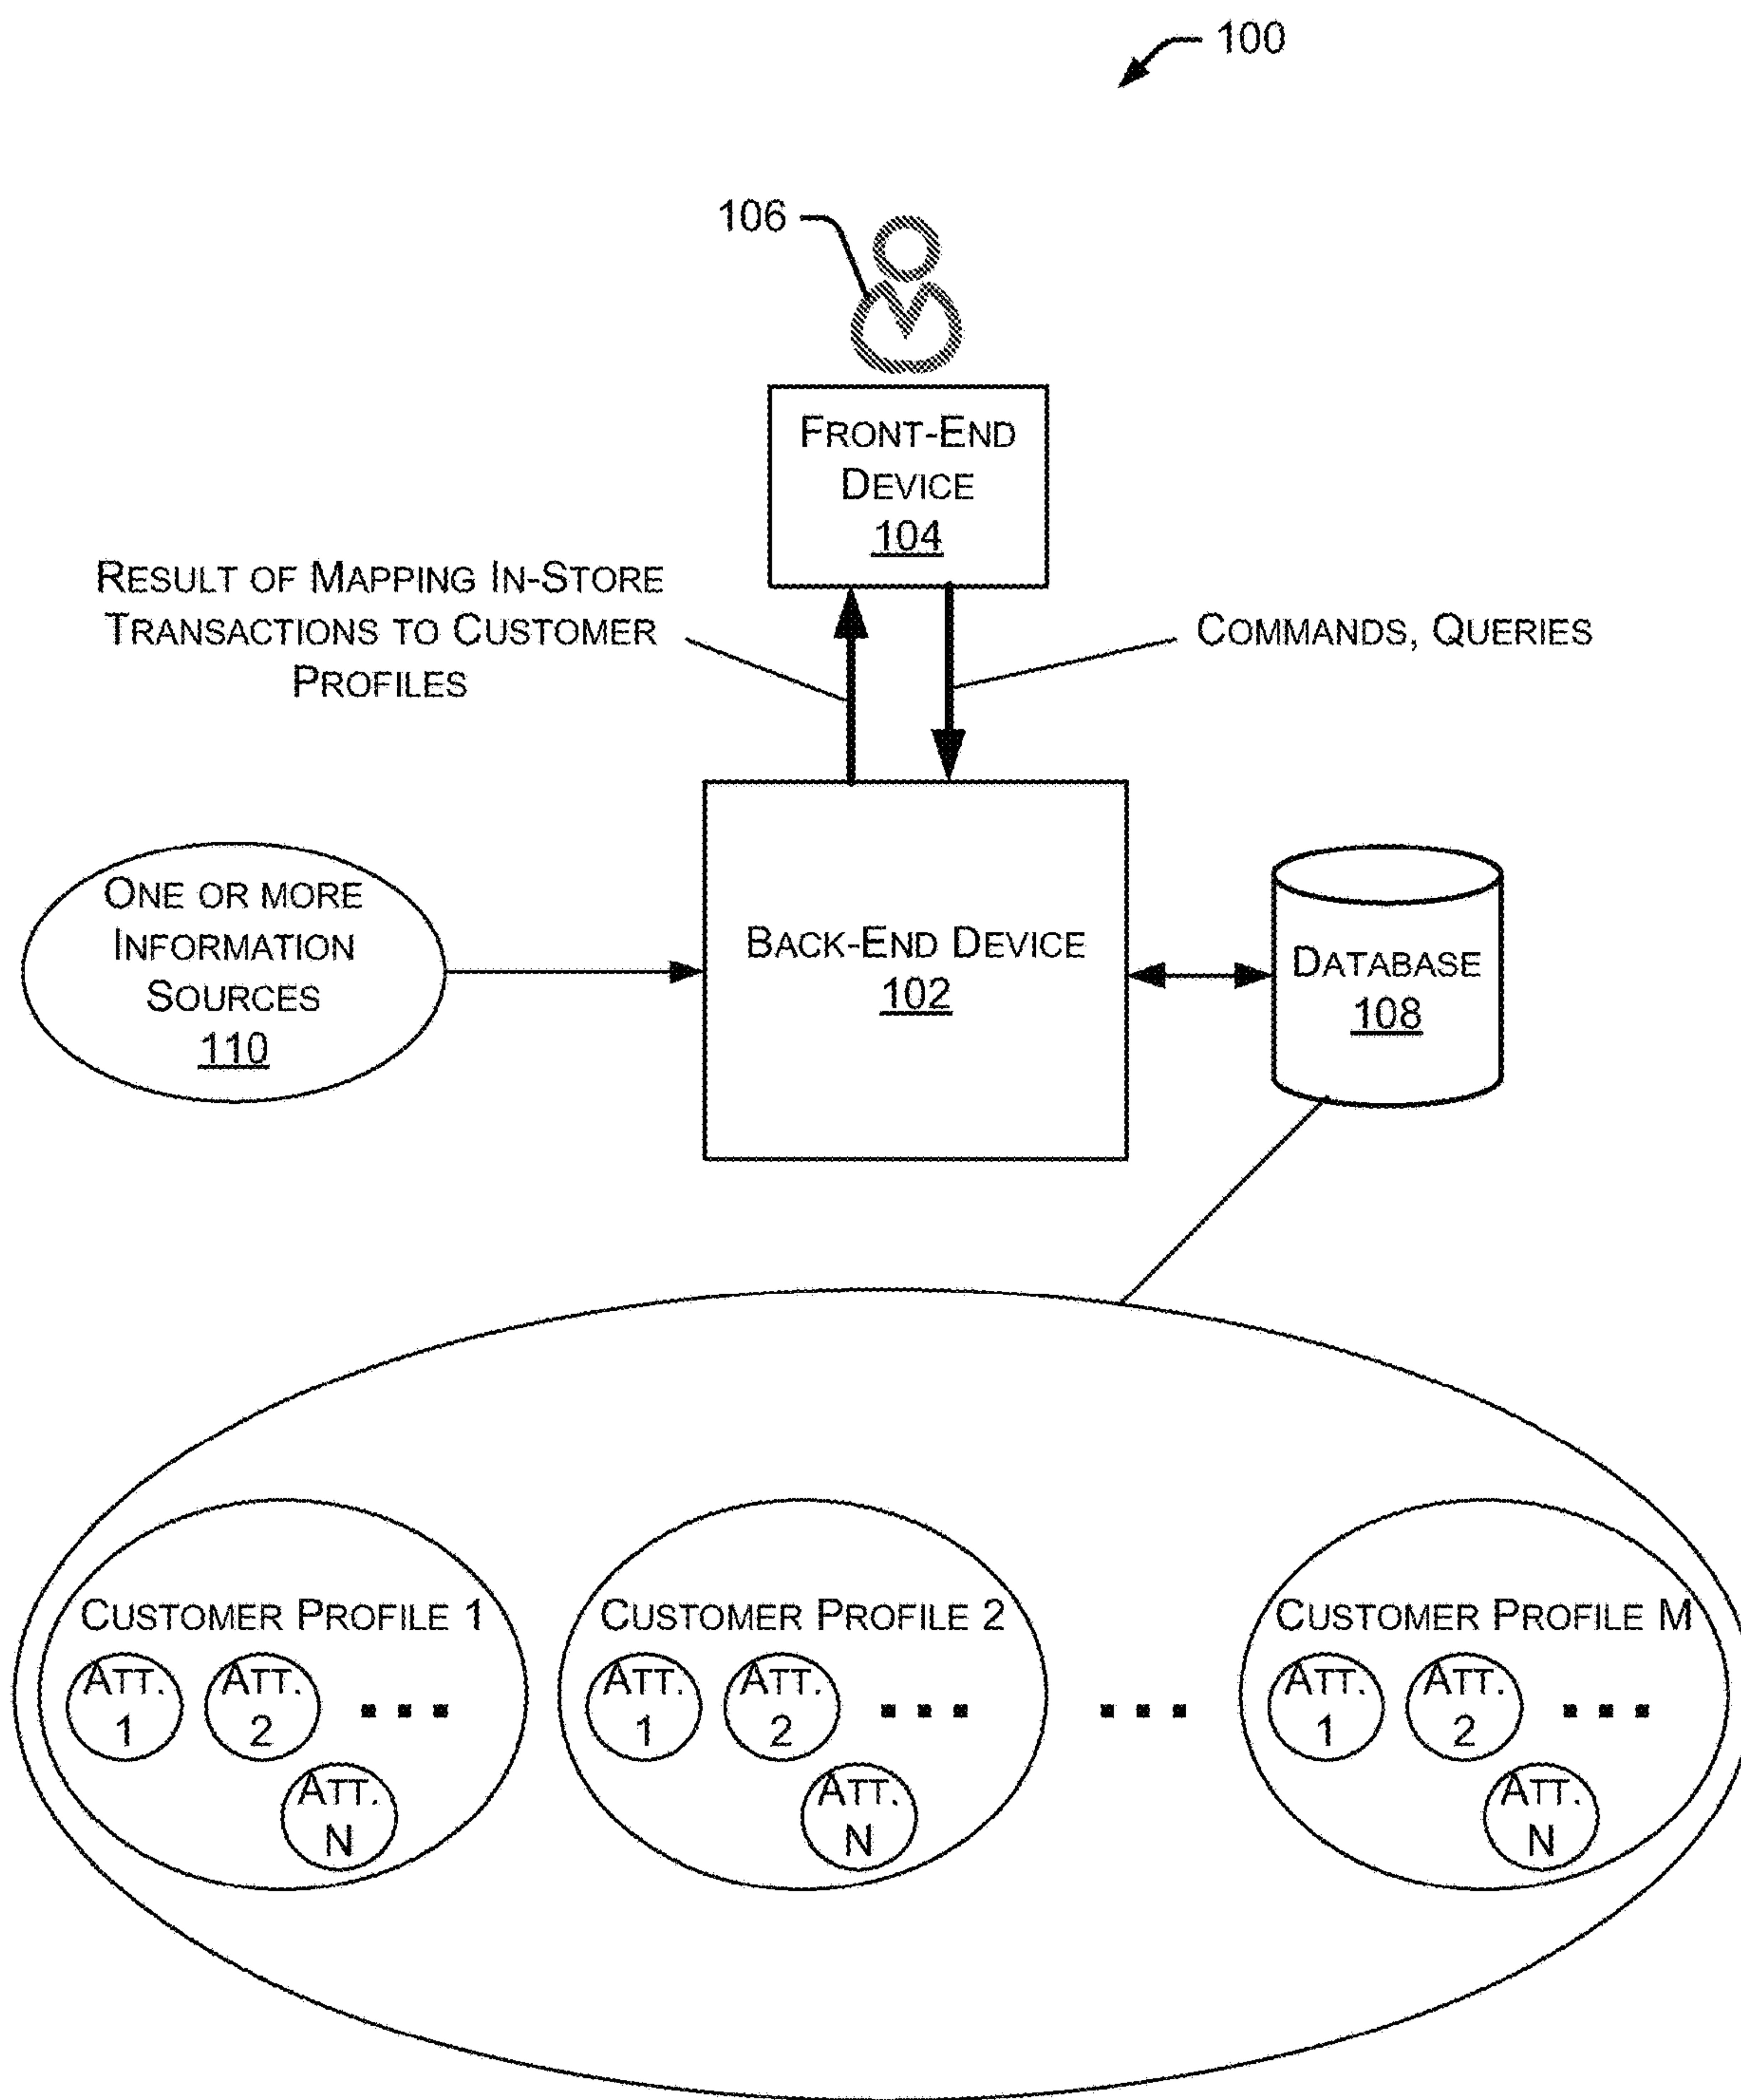 100
106
FRONT-END
DEVICE
104
RESULT OF MAPPING IN-STORE
TRANSACTIONS TO CUSTOMER
PROFILES
COMMANDS, QUERIES
ONE OR MORE
INFORMATION
SOURCES
110
BACK-END DEVICE
102
DATABASE
108
CUSTOMER PROFILE 1
ATT.
1
ATT.
2
...
ATT.
N
CUSTOMER PROFILE 2
ATT.
1
ATT.
2
...
ATT.
N
...
CUSTOMER PROFILE M
ATT.
1
ATT.
2
...
ATT.
N